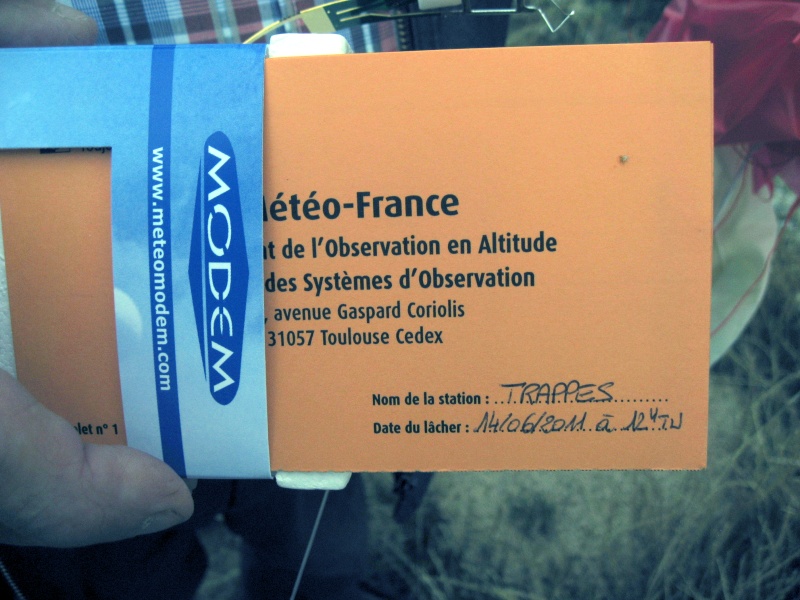 www.meteomodem.com
MODEM
étéo-France
t de l'Observation en Altitude
des Systèmes d'Observation
, avenue Gaspard Coriolis
31057 Toulouse Cedex
Nom de la station : TRAPPES
Date du lâcher : 14/06/2011 à 12H TU
let n° 1